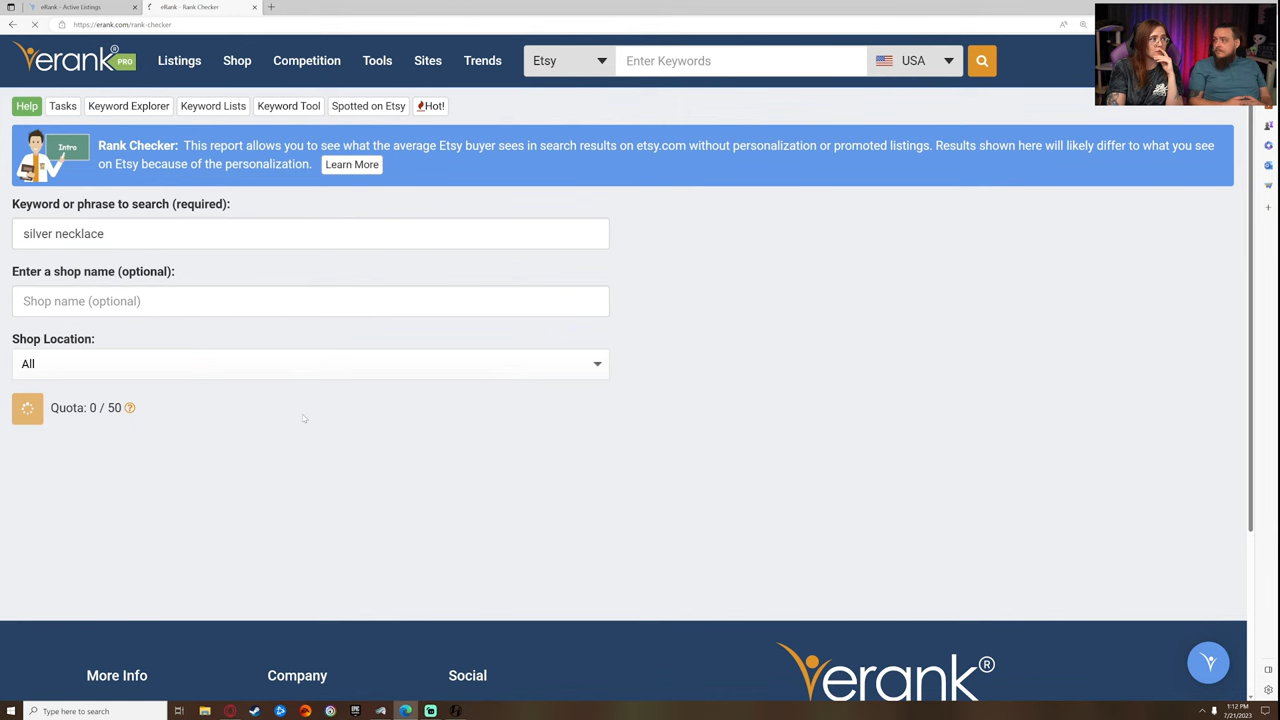 eRank - Active Listings
eRank - Rank Checker
https://erank.com/rank-checker
erank® PRO
Listings
Shop
Competition
Tools
Sites
Trends
Etsy
Enter Keywords
USA
Help
Tasks
Keyword Explorer
Keyword Lists
Keyword Tool
Spotted on Etsy
Hot!
Intro
Rank Checker: This report allows you to see what the average Etsy buyer sees in search results on etsy.com without personalization or promoted listings. Results shown here will likely differ to what you see
on Etsy because of the personalization. Learn More
Keyword or phrase to search (required):
silver necklace
Enter a shop name (optional):
Shop name (optional)
Shop Location:
All
Quota: 0 / 50
More Info
Company
Social
erank®
Type here to search
1:12 PM
7/21/2023